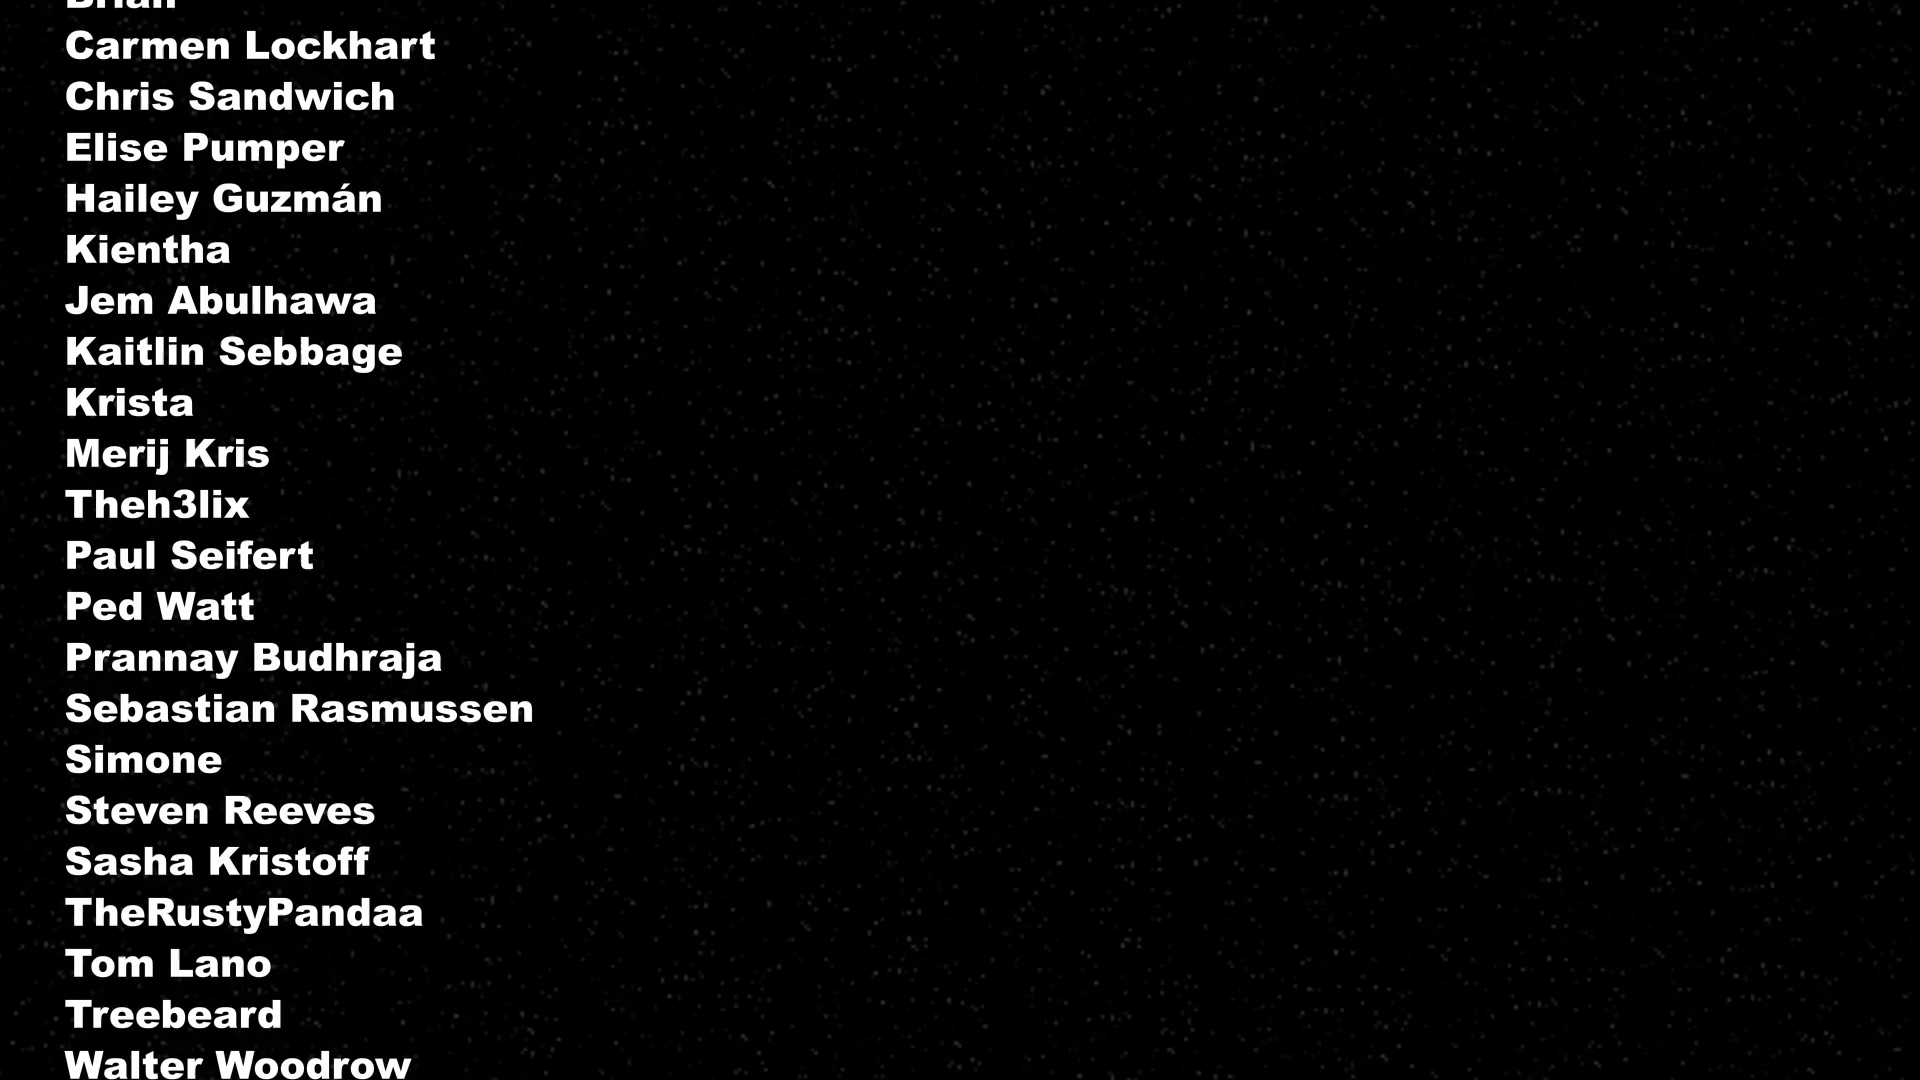 Brian
Carmen Lockhart
Chris Sandwich
Elise Pumper
Hailey Guzmán
Kientha
Jem Abulhawa
Kaitlin Sebbage
Krista
Merij Kris
Theh3lix
Paul Seifert
Ped Watt
Prannay Budhraja
Sebastian Rasmussen
Simone
Steven Reeves
Sasha Kristoff
TheRustyPandaa
Tom Lano
Treebeard
Walter Woodrow